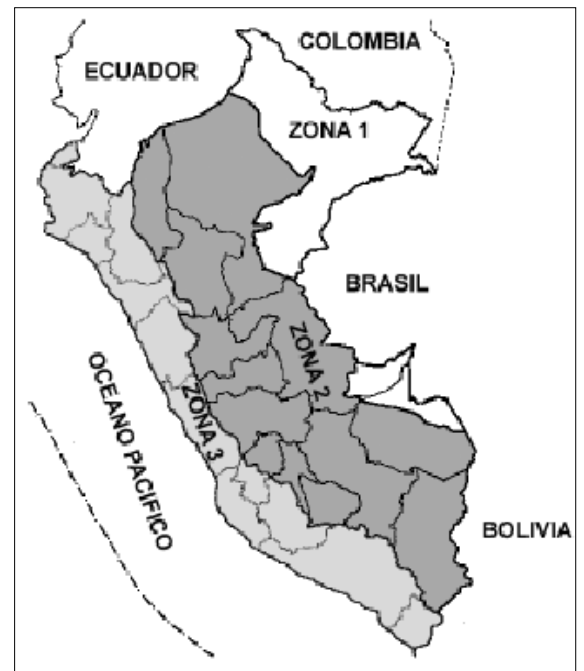 COLOMBIA
ECUADOR
ZONA 1
BRASIL
ZONA 2
OCEANO PACIFICO
ZONA 3
BOLIVIA